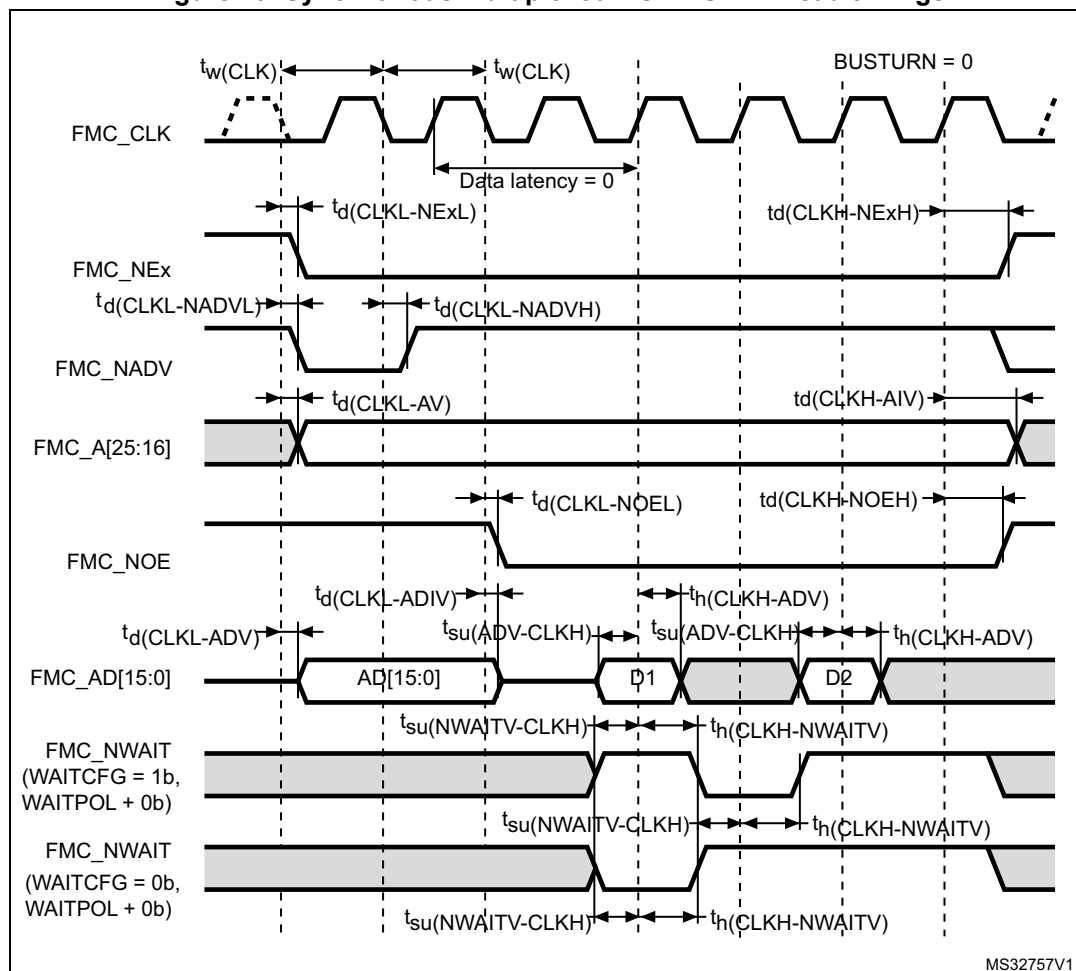 BUSTURN = 0
tw(CLK)
tw(CLK)
FMC_CLK
Data latency = 0
td(CLKL-NExL)
td(CLKH-NExH)
FMC_NEx
td(CLKL-NADVL)
td(CLKL-NADVH)
FMC_NADV
td(CLKL-AV)
td(CLKH-AIV)
FMC_A[25:16]
td(CLKL-NOEL)
td(CLKH-NOEH)
FMC_NOE
td(CLKL-ADIV)
th(CLKH-ADV)
td(CLKL-ADV)
tsu(ADV-CLKH)
tsu(ADV-CLKH)
th(CLKH-ADV)
FMC_AD[15:0]
AD[15:0]
D1
D2
tsu(NWAITV-CLKH)
th(CLKH-NWAITV)
FMC_NWAIT
(WAITCFG = 1b,
WAITPOL + 0b)
tsu(NWAITV-CLKH)
th(CLKH-NWAITV)
FMC_NWAIT
(WAITCFG = 0b,
WAITPOL + 0b)
tsu(NWAITV-CLKH)
th(CLKH-NWAITV)
MS32757V1